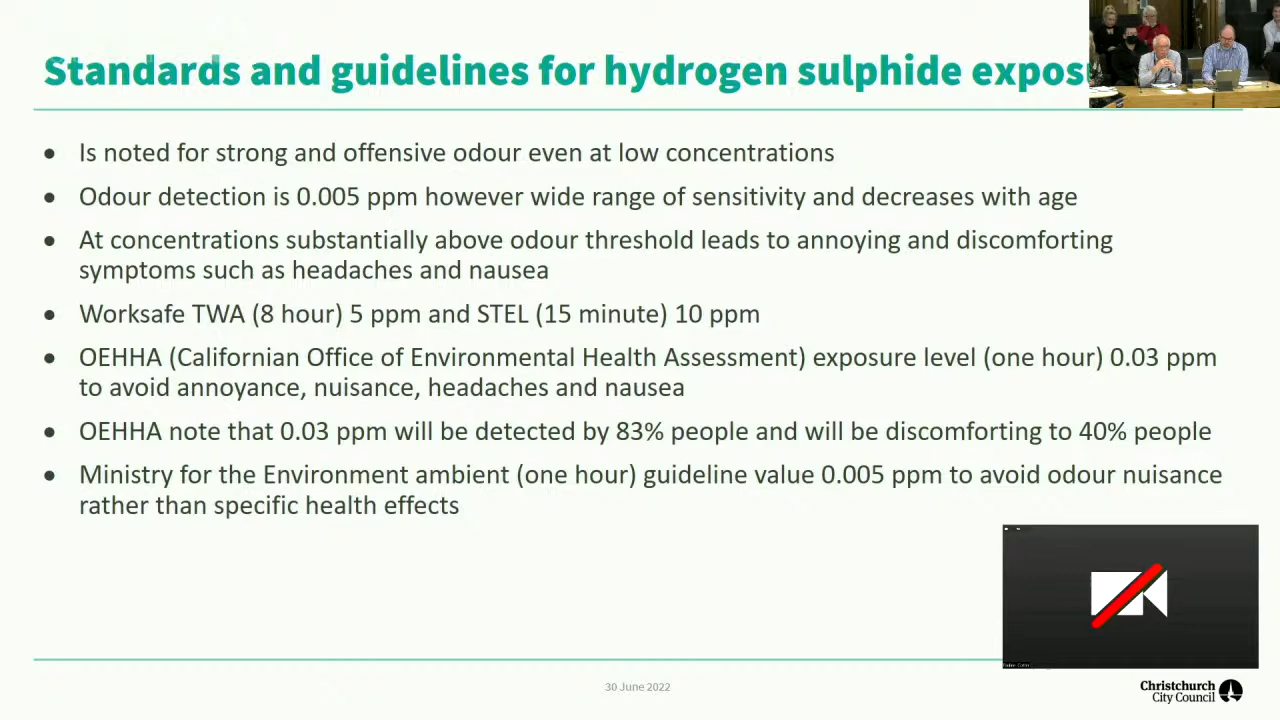 Standards and guidelines for hydrogen sulphide expos
Is noted for strong and offensive odour even at low concentrations
Odour detection is 0.005 ppm however wide range of sensitivity and decreases with age
At concentrations substantially above odour threshold leads to annoying and discomforting
symptoms such as headaches and nausea
Worksafe TWA (8 hour) 5 ppm and STEL (15 minute) 10 ppm
OEHHA (Californian Office of Environmental Health Assessment) exposure level (one hour) 0.03 ppm
to avoid annoyance, nuisance, headaches and nausea
OEHHA note that 0.03 ppm will be detected by 83% people and will be discomforting to 40% people
Ministry for the Environment ambient (one hour) guideline value 0.005 ppm to avoid odour nuisance
rather than specific health effects
30 June 2022
Christchurch
City Council